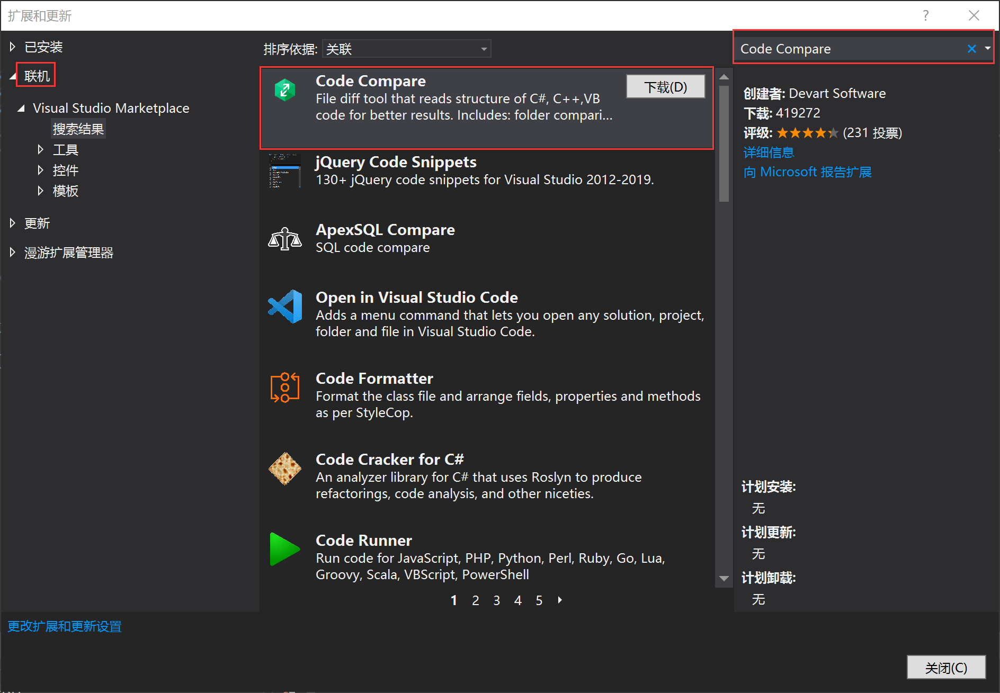 扩展和更新
?
已安装
联机
Visual Studio Marketplace
搜索结果
工具
控件
模板
更新
漫游扩展管理器
排序依据: 关联
Code Compare
File diff tool that reads structure of C#, C++,VB
code for better results. Includes: folder compari...
下载(D)
jQuery Code Snippets
130+ jQuery code snippets for Visual Studio 2012-2019.
ApexSQL Compare
SQL code compare
Open in Visual Studio Code
Adds a menu command that lets you open any solution, project,
folder and file in Visual Studio Code.
Code Formatter
Format the class file and arrange fields, properties and methods
as per StyleCop.
Code Cracker for C#
An analyzer library for C# that uses Roslyn to produce
refactorings, code analysis, and other niceties.
Code Runner
Run code for JavaScript, PHP, Python, Perl, Ruby, Go, Lua,
Groovy, Scala, VBScript, PowerShell
1 2 3 4 5
Code Compare
创建者: Devart Software
下载: 419272
评级: (231 投票)
详细信息
向 Microsoft 报告扩展
计划安装:
无
计划更新:
无
计划卸载:
无
更改扩展和更新设置
关闭(C)